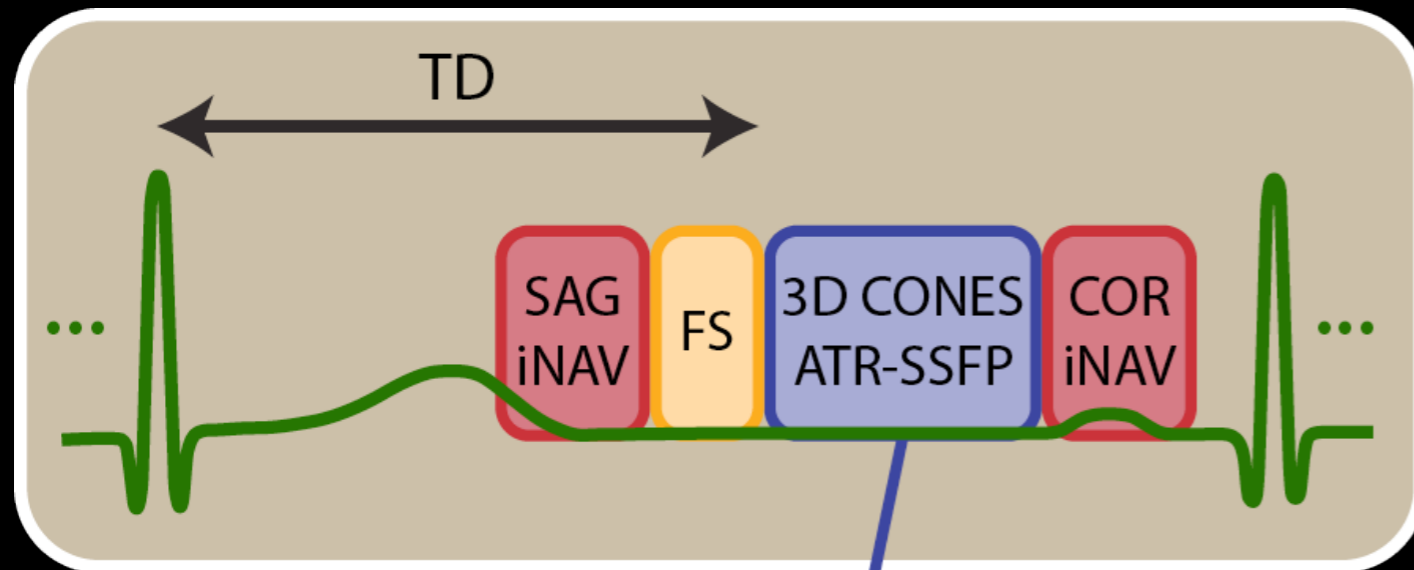 TD
SAG
iNAV
FS
3D CONES
ATR-SSFP
COR
iNAV